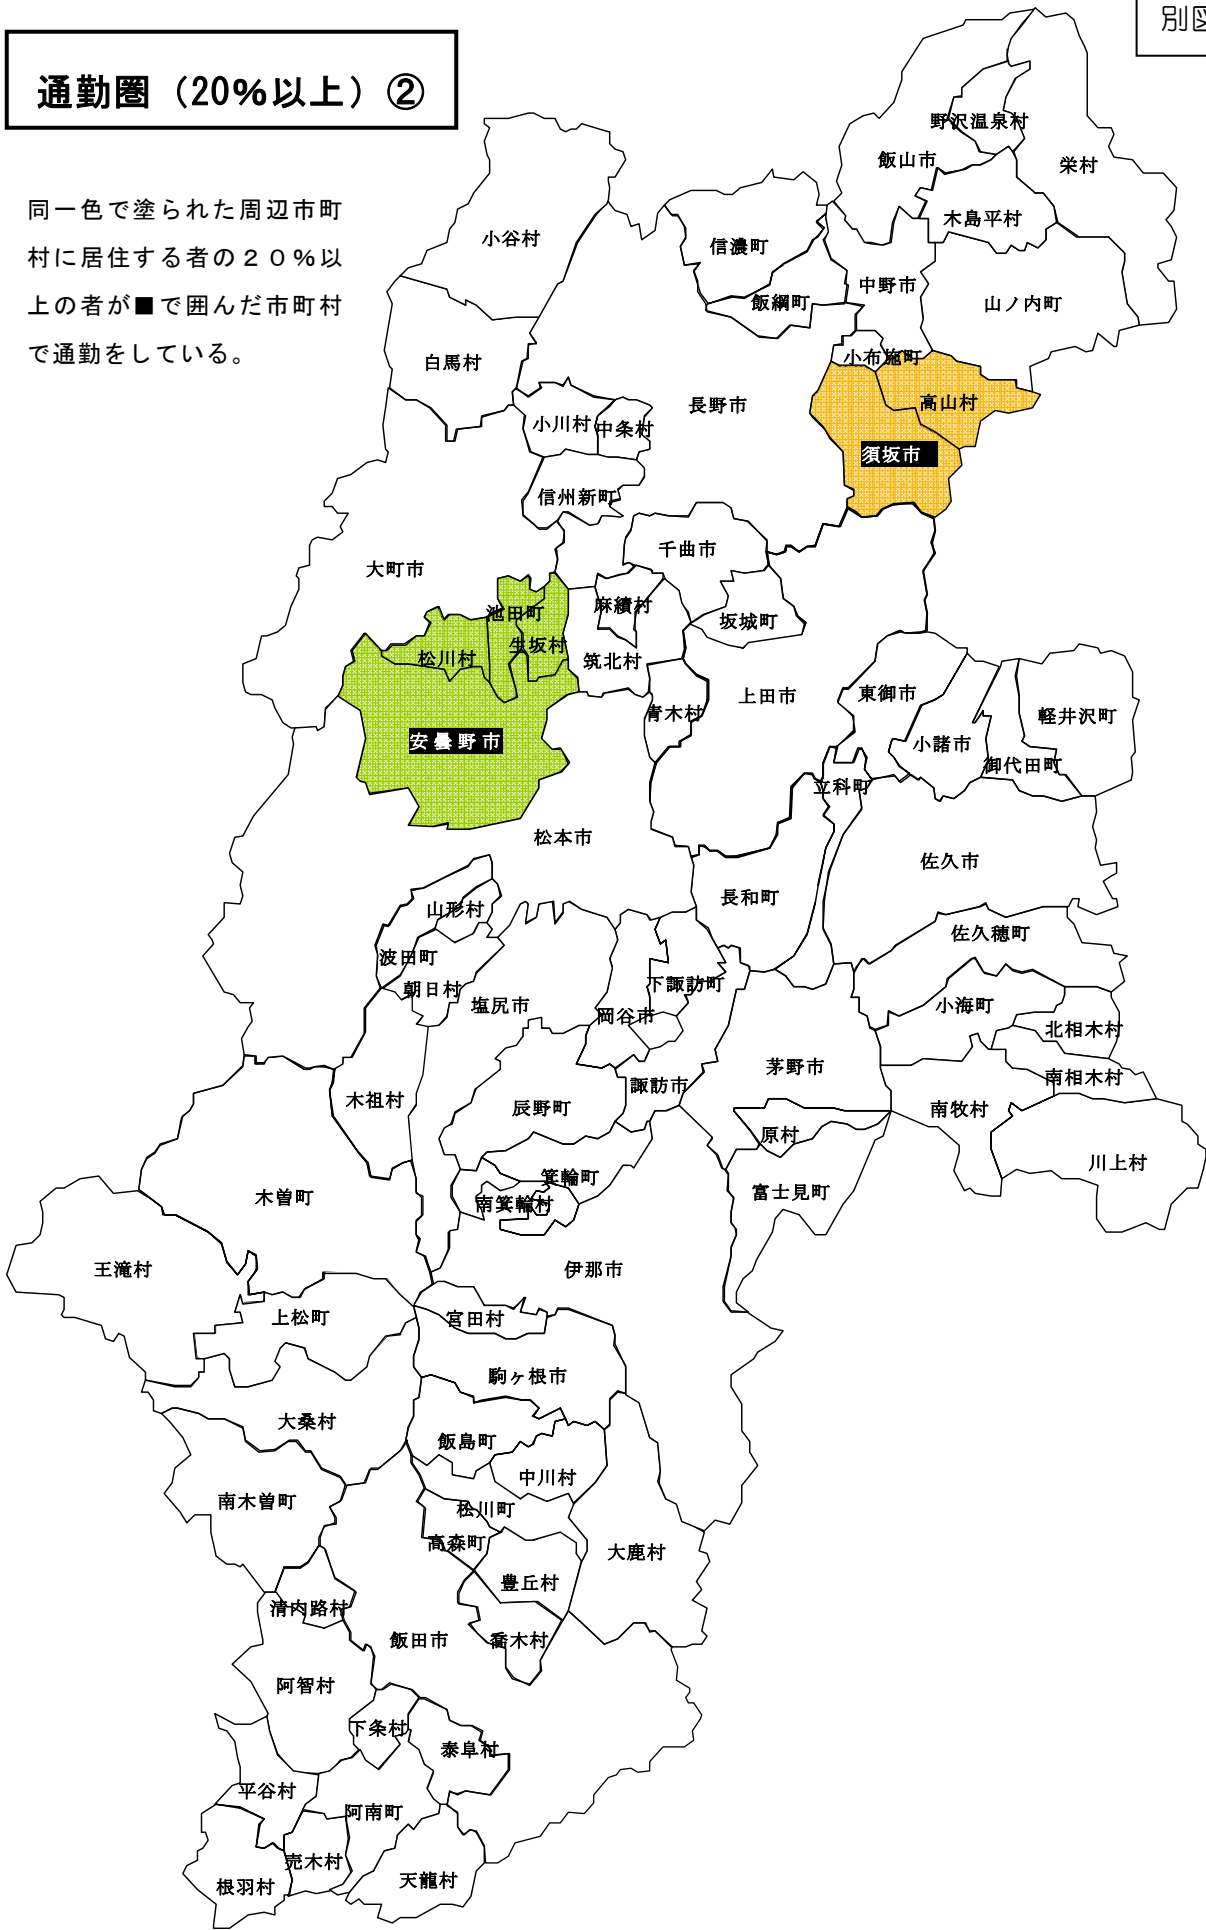 別図
通勤圏（20%以上）②
同一色で塗られた周辺市町
村に居住する者の２０%以
上の者が■で囲んだ市町村
で通勤をしている。
野沢温泉村
飯山市
栄村
木島平村
小谷村
信濃町
中野市
飯綱町
山ノ内町
小布施町
白馬村
高山村
長野市
小川村
中条村
須坂市
信州新町
千曲市
大町市
麻績村
池田町
坂城町
生坂村
松川村
筑北村
上田市
東御市
青木村
軽井沢町
安曇野市
小諸市
御代田町
立科町
松本市
佐久市
長和町
山形村
佐久穂町
波田町
下諏訪町
朝日村
塩尻市
小海町
岡谷市
北相木村
茅野市
南相木村
諏訪市
木祖村
辰野町
南牧村
原村
川上村
箕輪町
富士見町
木曽町
南箕輪村
王滝村
伊那市
上松町
宮田村
駒ヶ根市
大桑村
飯島町
中川村
南木曽町
松川町
高森町
大鹿村
豊丘村
清内路村
飯田市
喬木村
阿智村
下条村
泰阜村
平谷村
阿南町
売木村
天龍村
根羽村